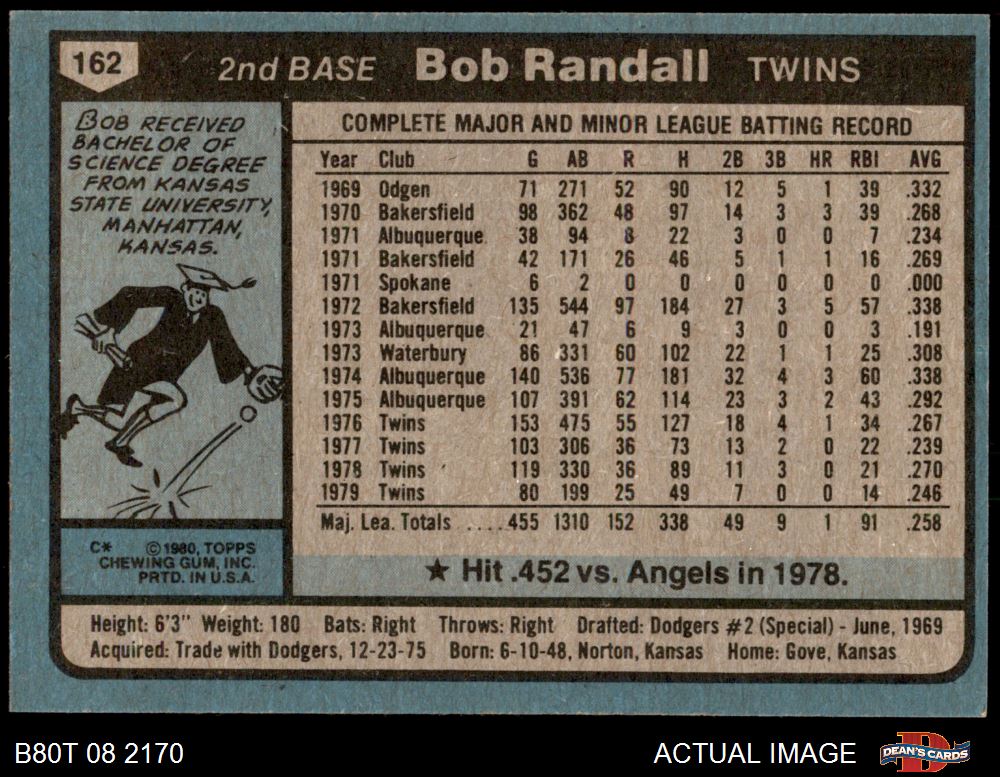 162 2nd BASE Bob Randall TWINS
BOB RECEIVED
BACHELOR OF
SCIENCE DEGREE
FROM KANSAS
STATE UNIVERSITY,
MANHATTAN,
KANSAS.
C* © 1980, TOPPS
CHEWING GUM, INC.
PRTD. IN U.S.A.
COMPLETE MAJOR AND MINOR LEAGUE BATTING RECORD
Year Club G AB R H 2B 3B HR RBI AVG
1969 Odgen 71 271 52 90 12 5 1 39 .332
1970 Bakersfield 98 362 48 97 14 3 3 39 .268
1971 Albuquerque 38 94 8 22 3 0 0 7 .234
1971 Bakersfield 42 171 26 46 5 1 1 16 .269
1971 Spokane 6 2 0 0 0 0 0 0 .000
1972 Bakersfield 135 544 97 184 27 3 5 57 .338
1973 Albuquerque 21 47 6 9 3 0 0 3 .191
1973 Waterbury 86 331 60 102 22 1 1 25 .308
1974 Albuquerque 140 536 77 181 32 4 3 60 .338
1975 Albuquerque 107 391 62 114 23 3 2 43 .292
1976 Twins 153 475 55 127 18 4 1 34 .267
1977 Twins 103 306 36 73 13 2 0 22 .239
1978 Twins 119 330 36 89 11 3 0 21 .270
1979 Twins 80 199 25 49 7 0 0 14 .246
Maj. Lea. Totals ....455 1310 152 338 49 9 1 91 .258
★ Hit .452 vs. Angels in 1978.
Height: 6'3" Weight: 180 Bats: Right Throws: Right Drafted: Dodgers #2 (Special) - June, 1969
Acquired: Trade with Dodgers, 12-23-75 Born: 6-10-48, Norton, Kansas Home: Gove, Kansas
B80T 08 2170 ACTUAL IMAGE DEAN'S CARDS